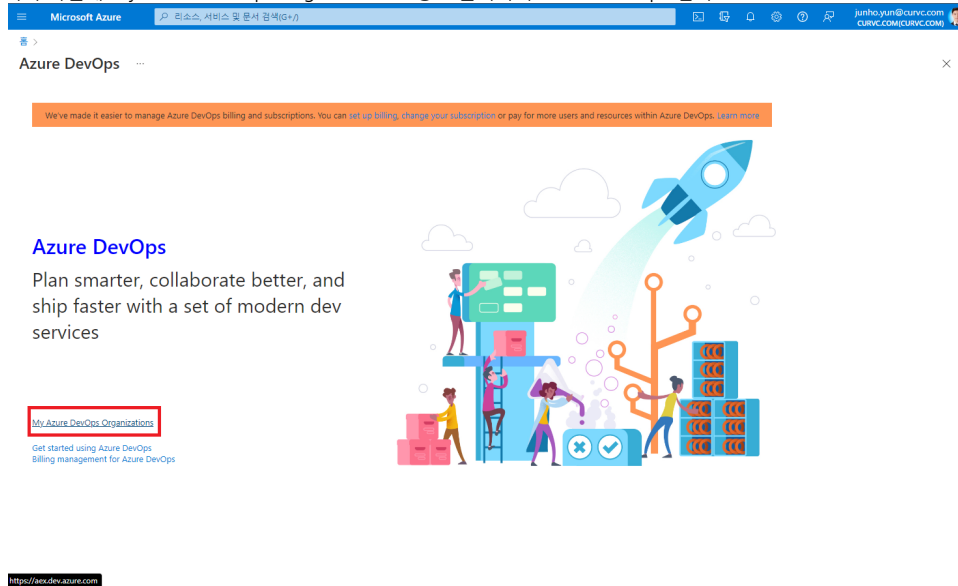 Microsoft Azure
리소스, 서비스 및 문서 검색(G+/)
junho.yun@curvc.com
CURVC.COM(CURVC.COM)
홈 >
Azure DevOps ...
We've made it easier to manage Azure DevOps billing and subscriptions. You can set up billing, change your subscription or pay for more users and resources within Azure DevOps. Learn more
Azure DevOps
Plan smarter, collaborate better, and
ship faster with a set of modern dev
services
My Azure DevOps Organizations
Get started using Azure DevOps
Billing management for Azure DevOps
https://aex.dev.azure.com